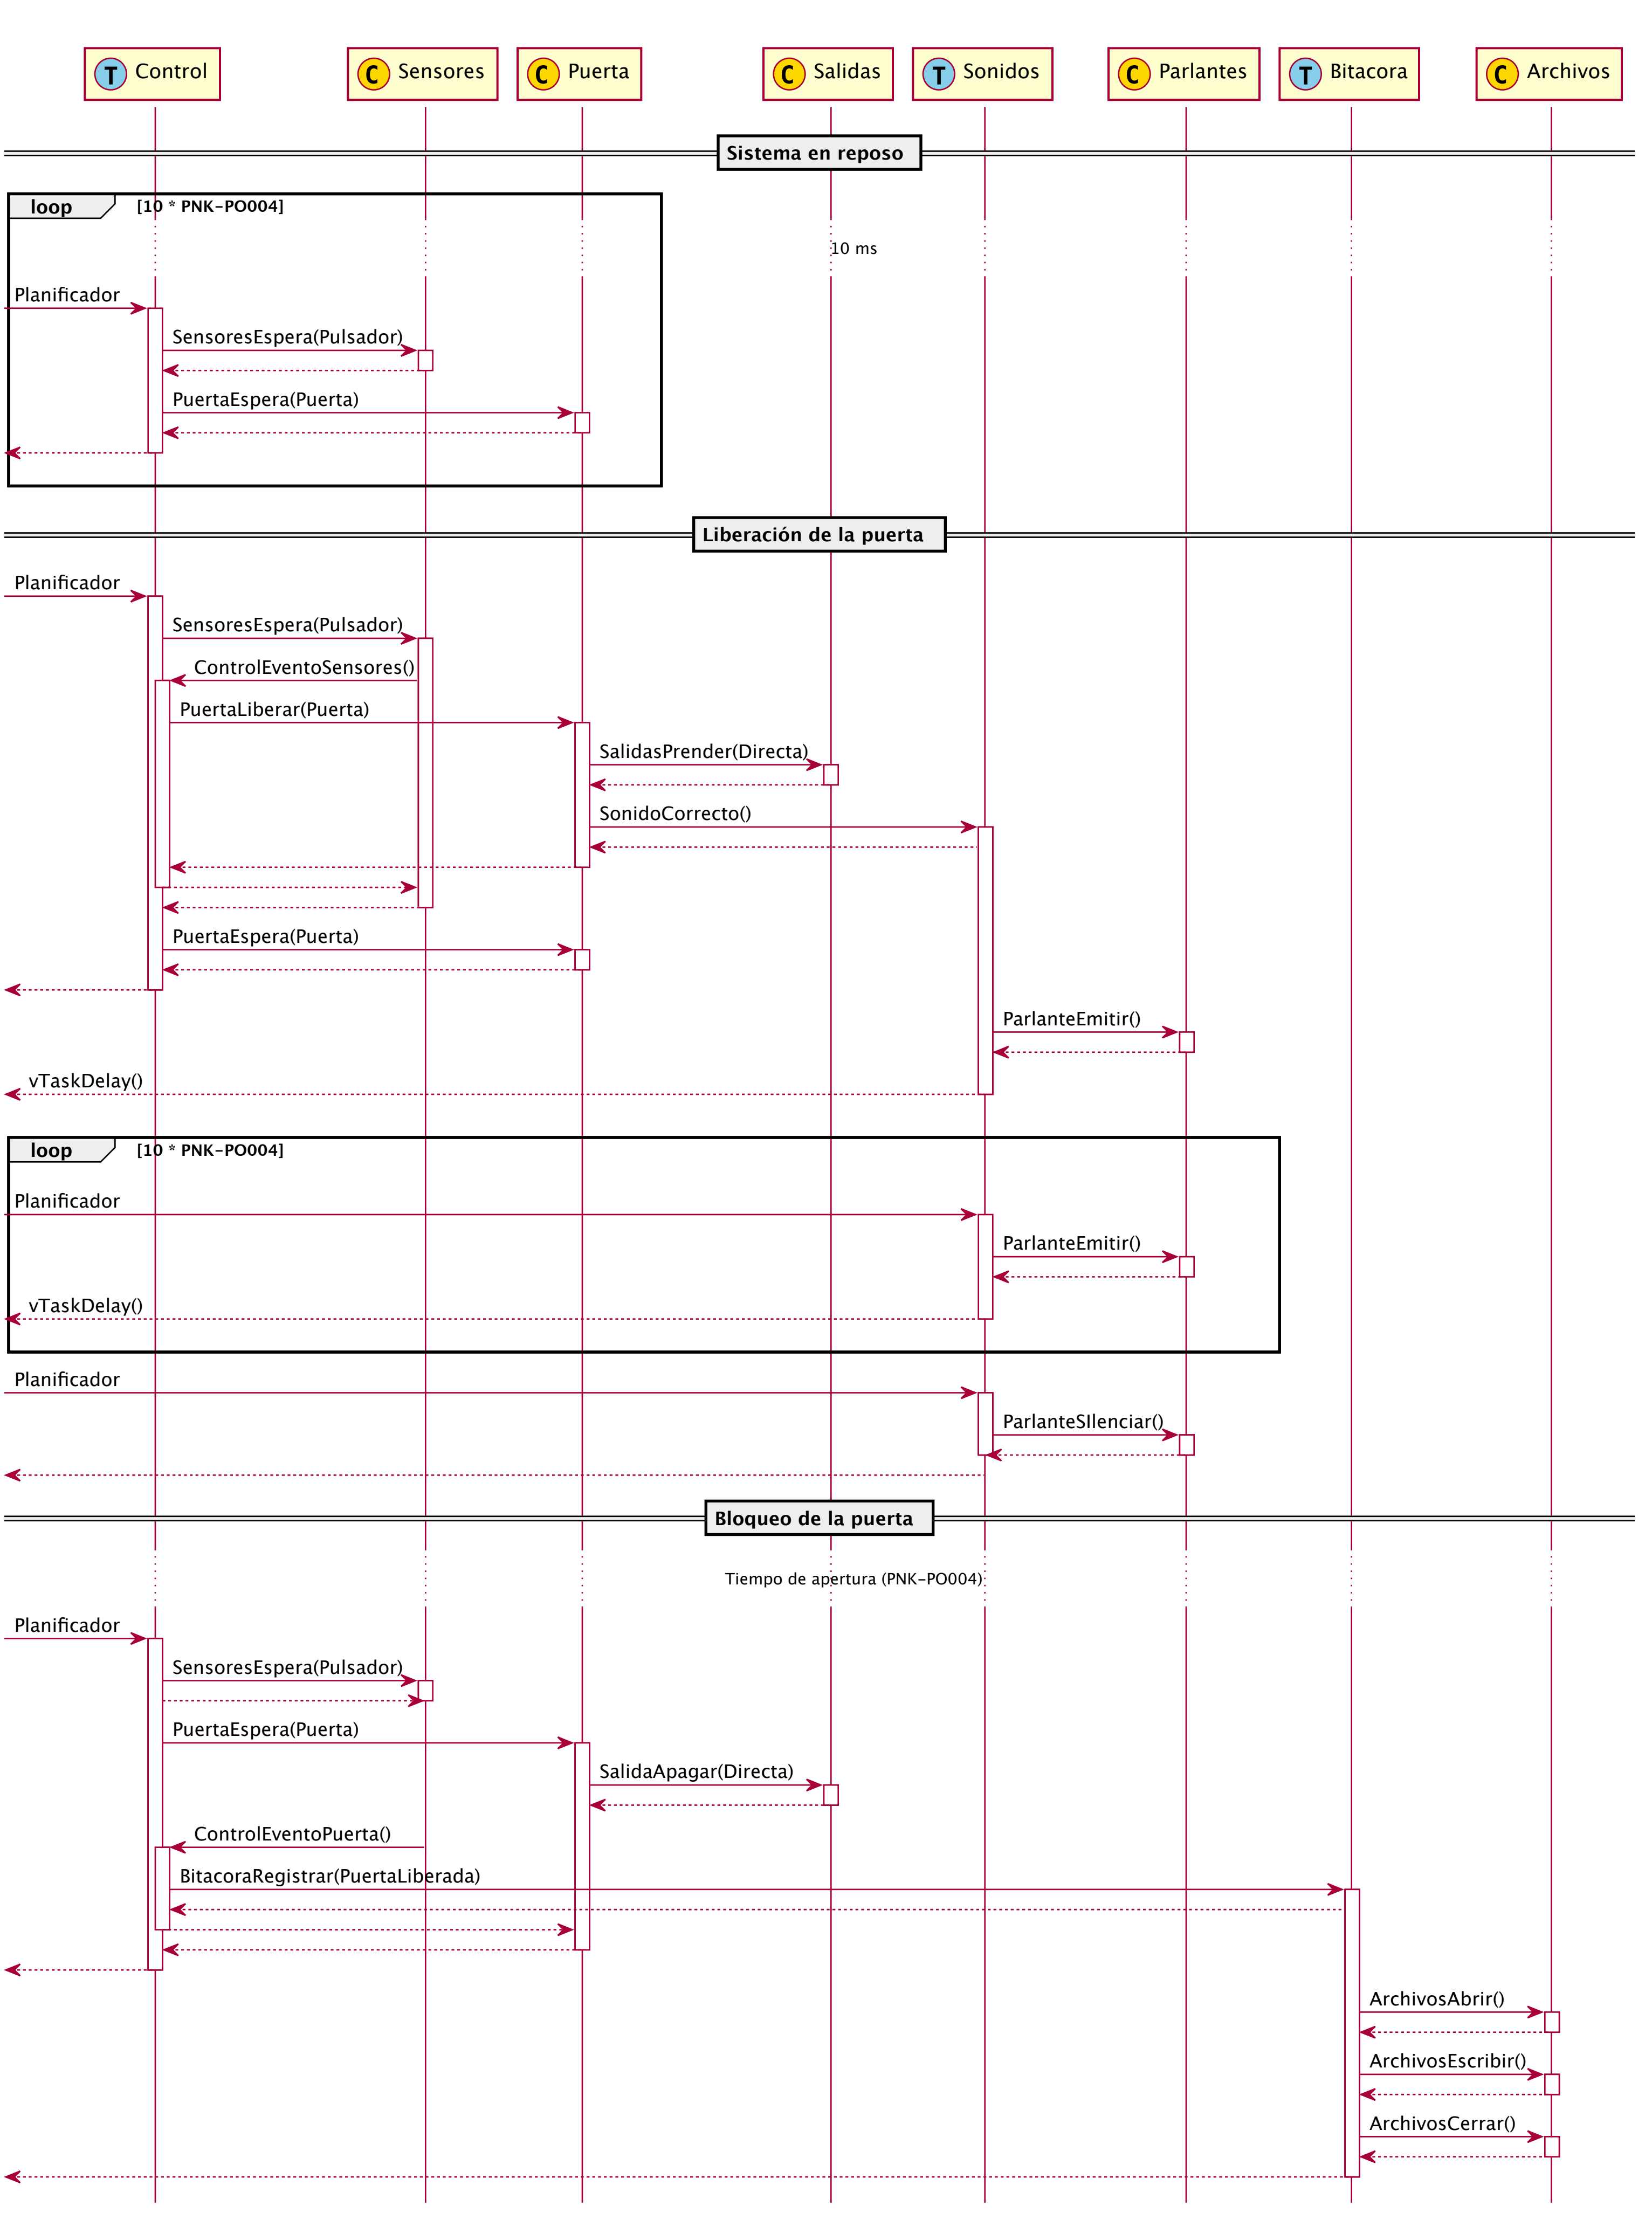 T Control C Sensores C Puerta C Salidas T Sonidos C Parlantes T Bitacora C Archivos
Sistema en reposo
loop [10 * PNK-PO004]
10 ms
Planificador
SensoresEspera(Pulsador)
PuertaEspera(Puerta)
Liberación de la puerta
Planificador
SensoresEspera(Pulsador)
ControlEventoSensores()
PuertaLiberar(Puerta)
SalidasPrender(Directa)
SonidoCorrecto()
PuertaEspera(Puerta)
ParlanteEmitir()
vTaskDelay()
loop [10 * PNK-PO004]
Planificador
ParlanteEmitir()
vTaskDelay()
Planificador
ParlanteSIlenciar()
Bloqueo de la puerta
Tiempo de apertura (PNK-PO004)
Planificador
SensoresEspera(Pulsador)
PuertaEspera(Puerta)
SalidaApagar(Directa)
ControlEventoPuerta()
BitacoraRegistrar(PuertaLiberada)
ArchivosAbrir()
ArchivosEscribir()
ArchivosCerrar()